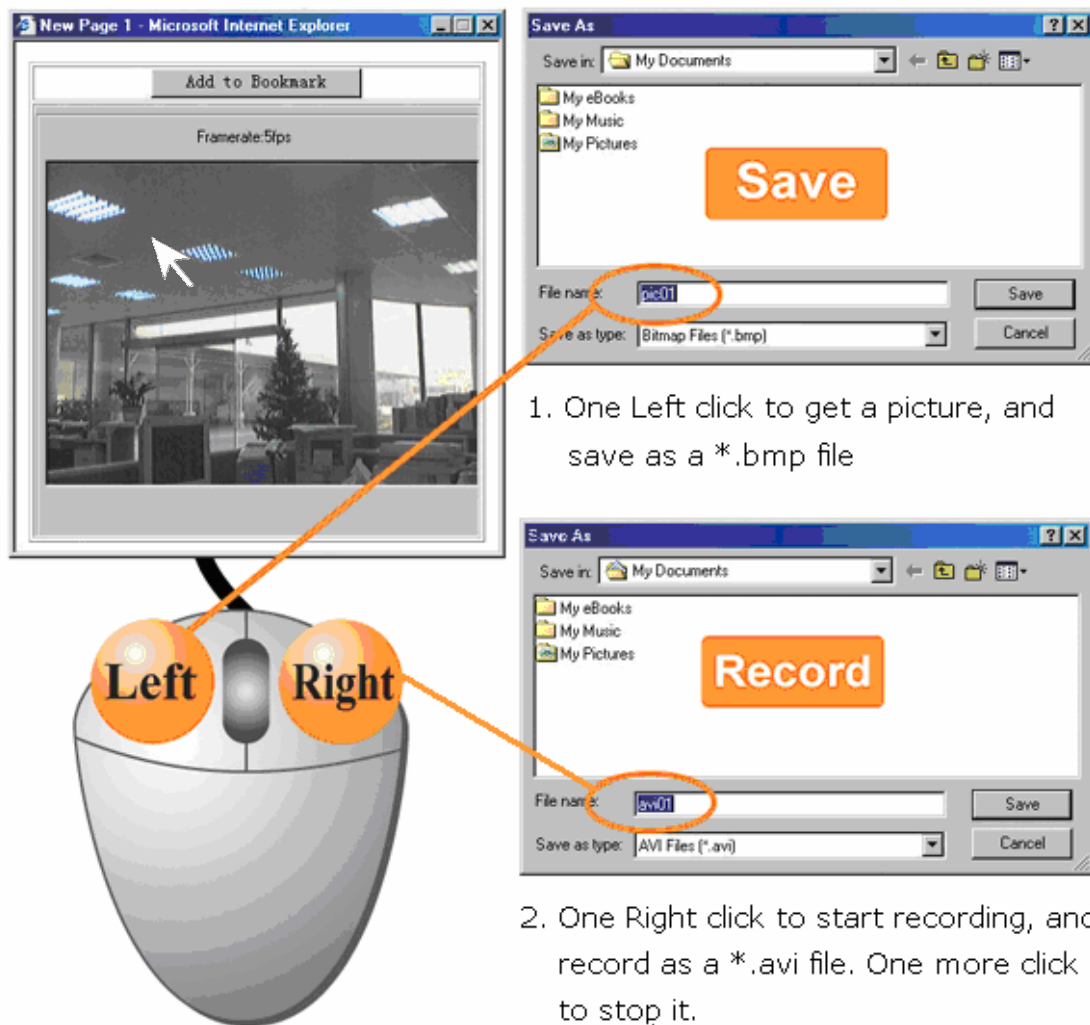 New Page 1 - Microsoft Internet Explorer
Add to Bookmark
Framerate:5fps
Save As
Save in:
My Documents
My eBooks
My Music
My Pictures
Save
File name:
pic01
Save
Save as type:
Bitmap Files (*.bmp)
Cancel
1. One Left click to get a picture, and
save as a *.bmp file
Save As
Save in:
My Documents
My eBooks
My Music
My Pictures
Record
File name:
avi01
Save
Save as type:
AVI Files (*.avi)
Cancel
Left
Right
2. One Right click to start recording, and
record as a *.avi file. One more click
to stop it.